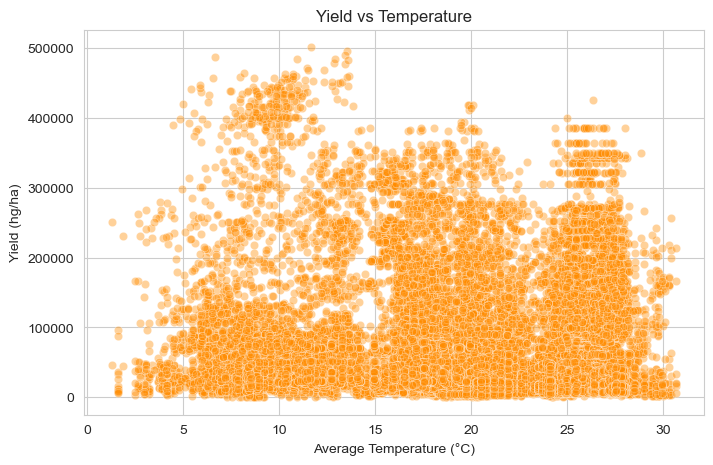 Yield vs Temperature
500000
400000
300000
200000
100000
0
Yield (hg/ha)
0 5 10 15 20 25 30
Average Temperature (°C)